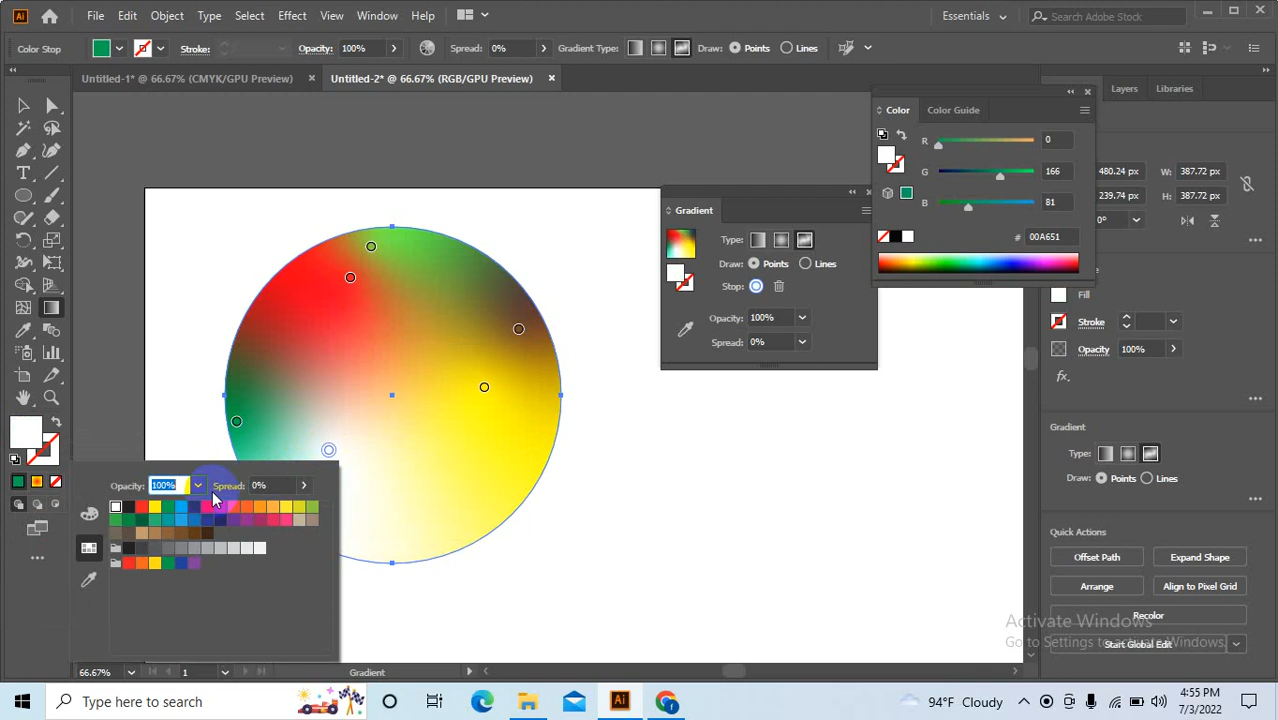 Ai File Edit Object Type Select Effect View Window Help Essentials Search Adobe Stock
Color Stop Stroke: Opacity: 100% Spread: 0% Gradient Type: Draw: Points Lines
Untitled-1* @ 66.67% (CMYK/GPU Preview) Untitled-2* @ 66.67% (RGB/GPU Preview)
Layers Libraries
Color Color Guide
R 0
G 166
B 81
# 00A651
480.24 px W: 387.72 px
239.74 px H: 387.72 px
0°
Gradient
Type:
Draw: Points Lines
Stop:
Opacity: 100%
Spread: 0%
Fill
Stroke
Opacity 100%
fx.
Gradient
Type:
Draw: Points Lines
Quick Actions
Offset Path Expand Shape
Arrange Align to Pixel Grid
Recolor
Start Global Edit
Activate Windows
Go to Settings to activate Windows.
Opacity: 100% Spread: 0%
66.67% 1 Gradient
Type here to search
Ai
94°F Cloudy
4:55 PM
7/3/2022